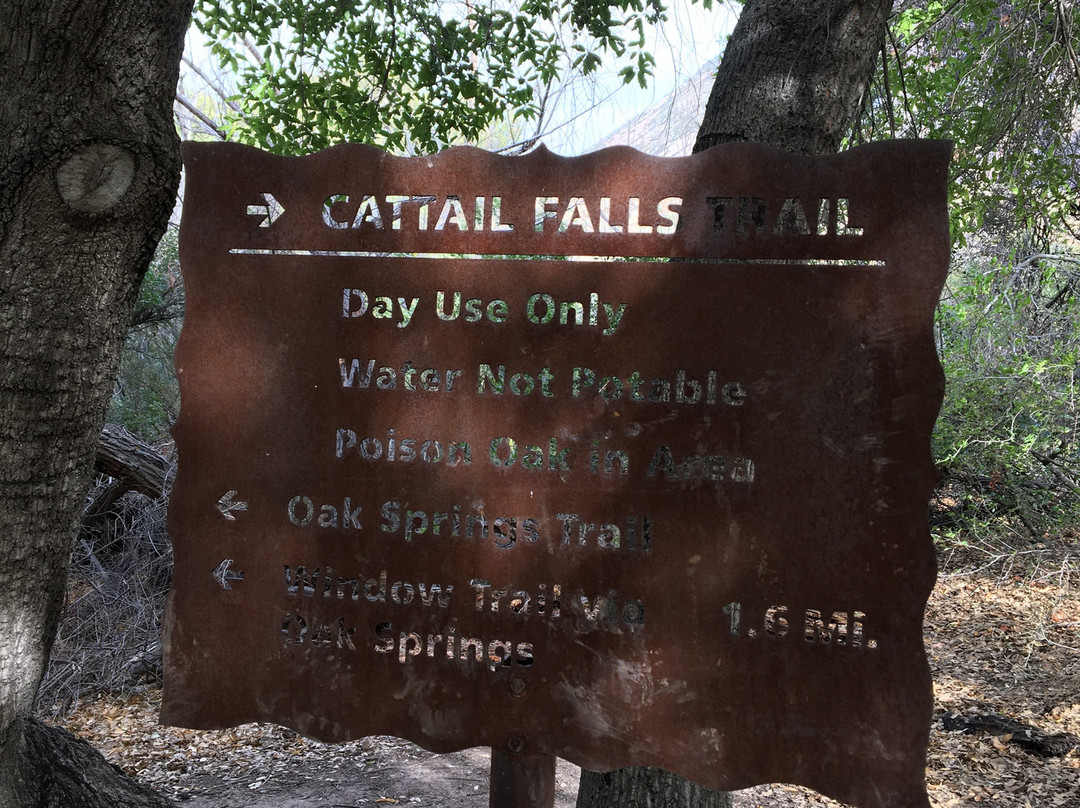 → CATTAIL FALLS TRAIL
Day Use Only
Water Not Potable
Poison Oak in Area
← Oak Springs Trail
← Window Trail via 1.6 Mi.
Oak Springs